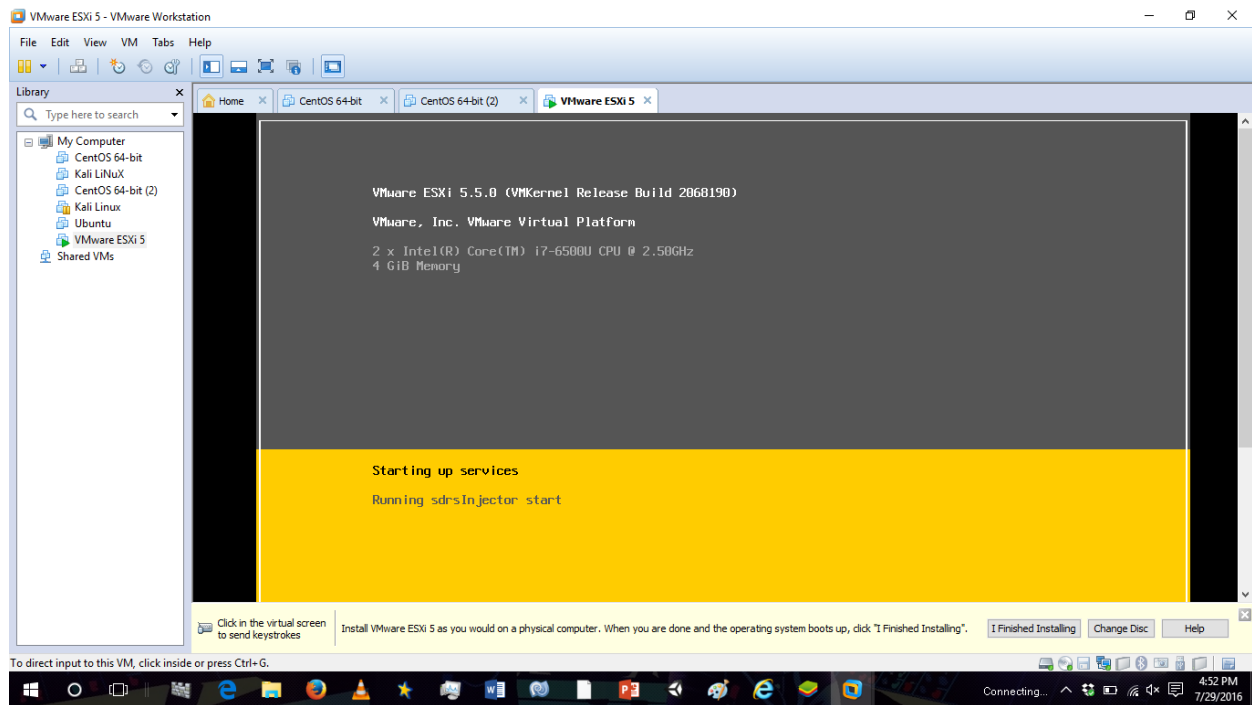 VMware ESXi 5 - VMware Workstation
File Edit View VM Tabs Help
Library
Type here to search
My Computer
CentOS 64-bit
Kali LiNuX
CentOS 64-bit (2)
Kali Linux
Ubuntu
VMware ESXi 5
Shared VMs
Home
CentOS 64-bit
CentOS 64-bit (2)
VMware ESXi 5
VMware ESXi 5.5.0 (VMKernel Release Build 2068190)
VMware, Inc. VMware Virtual Platform
2 x Intel(R) Core(TM) i7-6500U CPU @ 2.50GHz
4 GiB Memory
Starting up services
Running sdrsInjector start
Click in the virtual screen
to send keystrokes
Install VMware ESXi 5 as you would on a physical computer. When you are done and the operating system boots up, click "I Finished Installing".
I Finished Installing
Change Disc
Help
To direct input to this VM, click inside or press Ctrl+G.
Connecting...
4:52 PM
7/29/2016